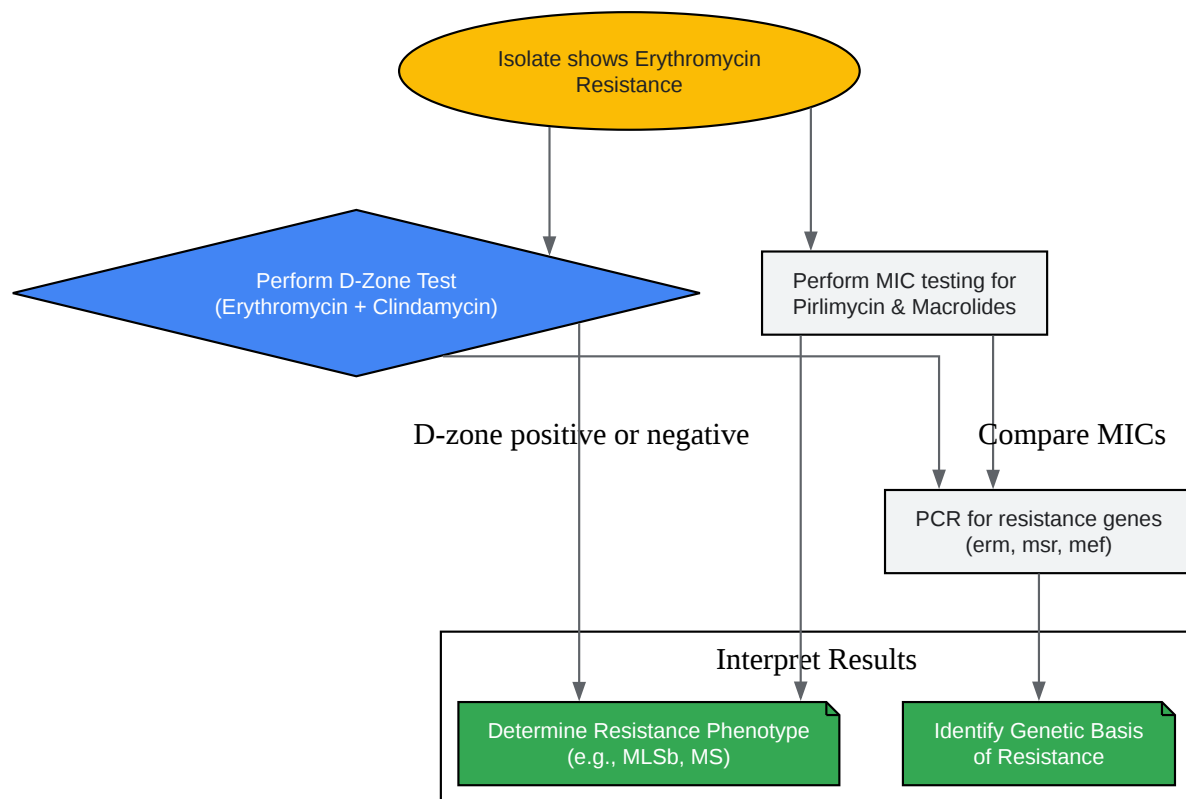 Isolate shows Erythromycin
Resistance
Perform D-Zone Test
(Erythromycin + Clindamycin)
Perform MIC testing for
Pirlimycin & Macrolides
D-zone positive or negative
Compare MICs
PCR for resistance genes
(erm, msr, mef)
Interpret Results
Determine Resistance Phenotype
(e.g., MLSb, MS)
Identify Genetic Basis
of Resistance